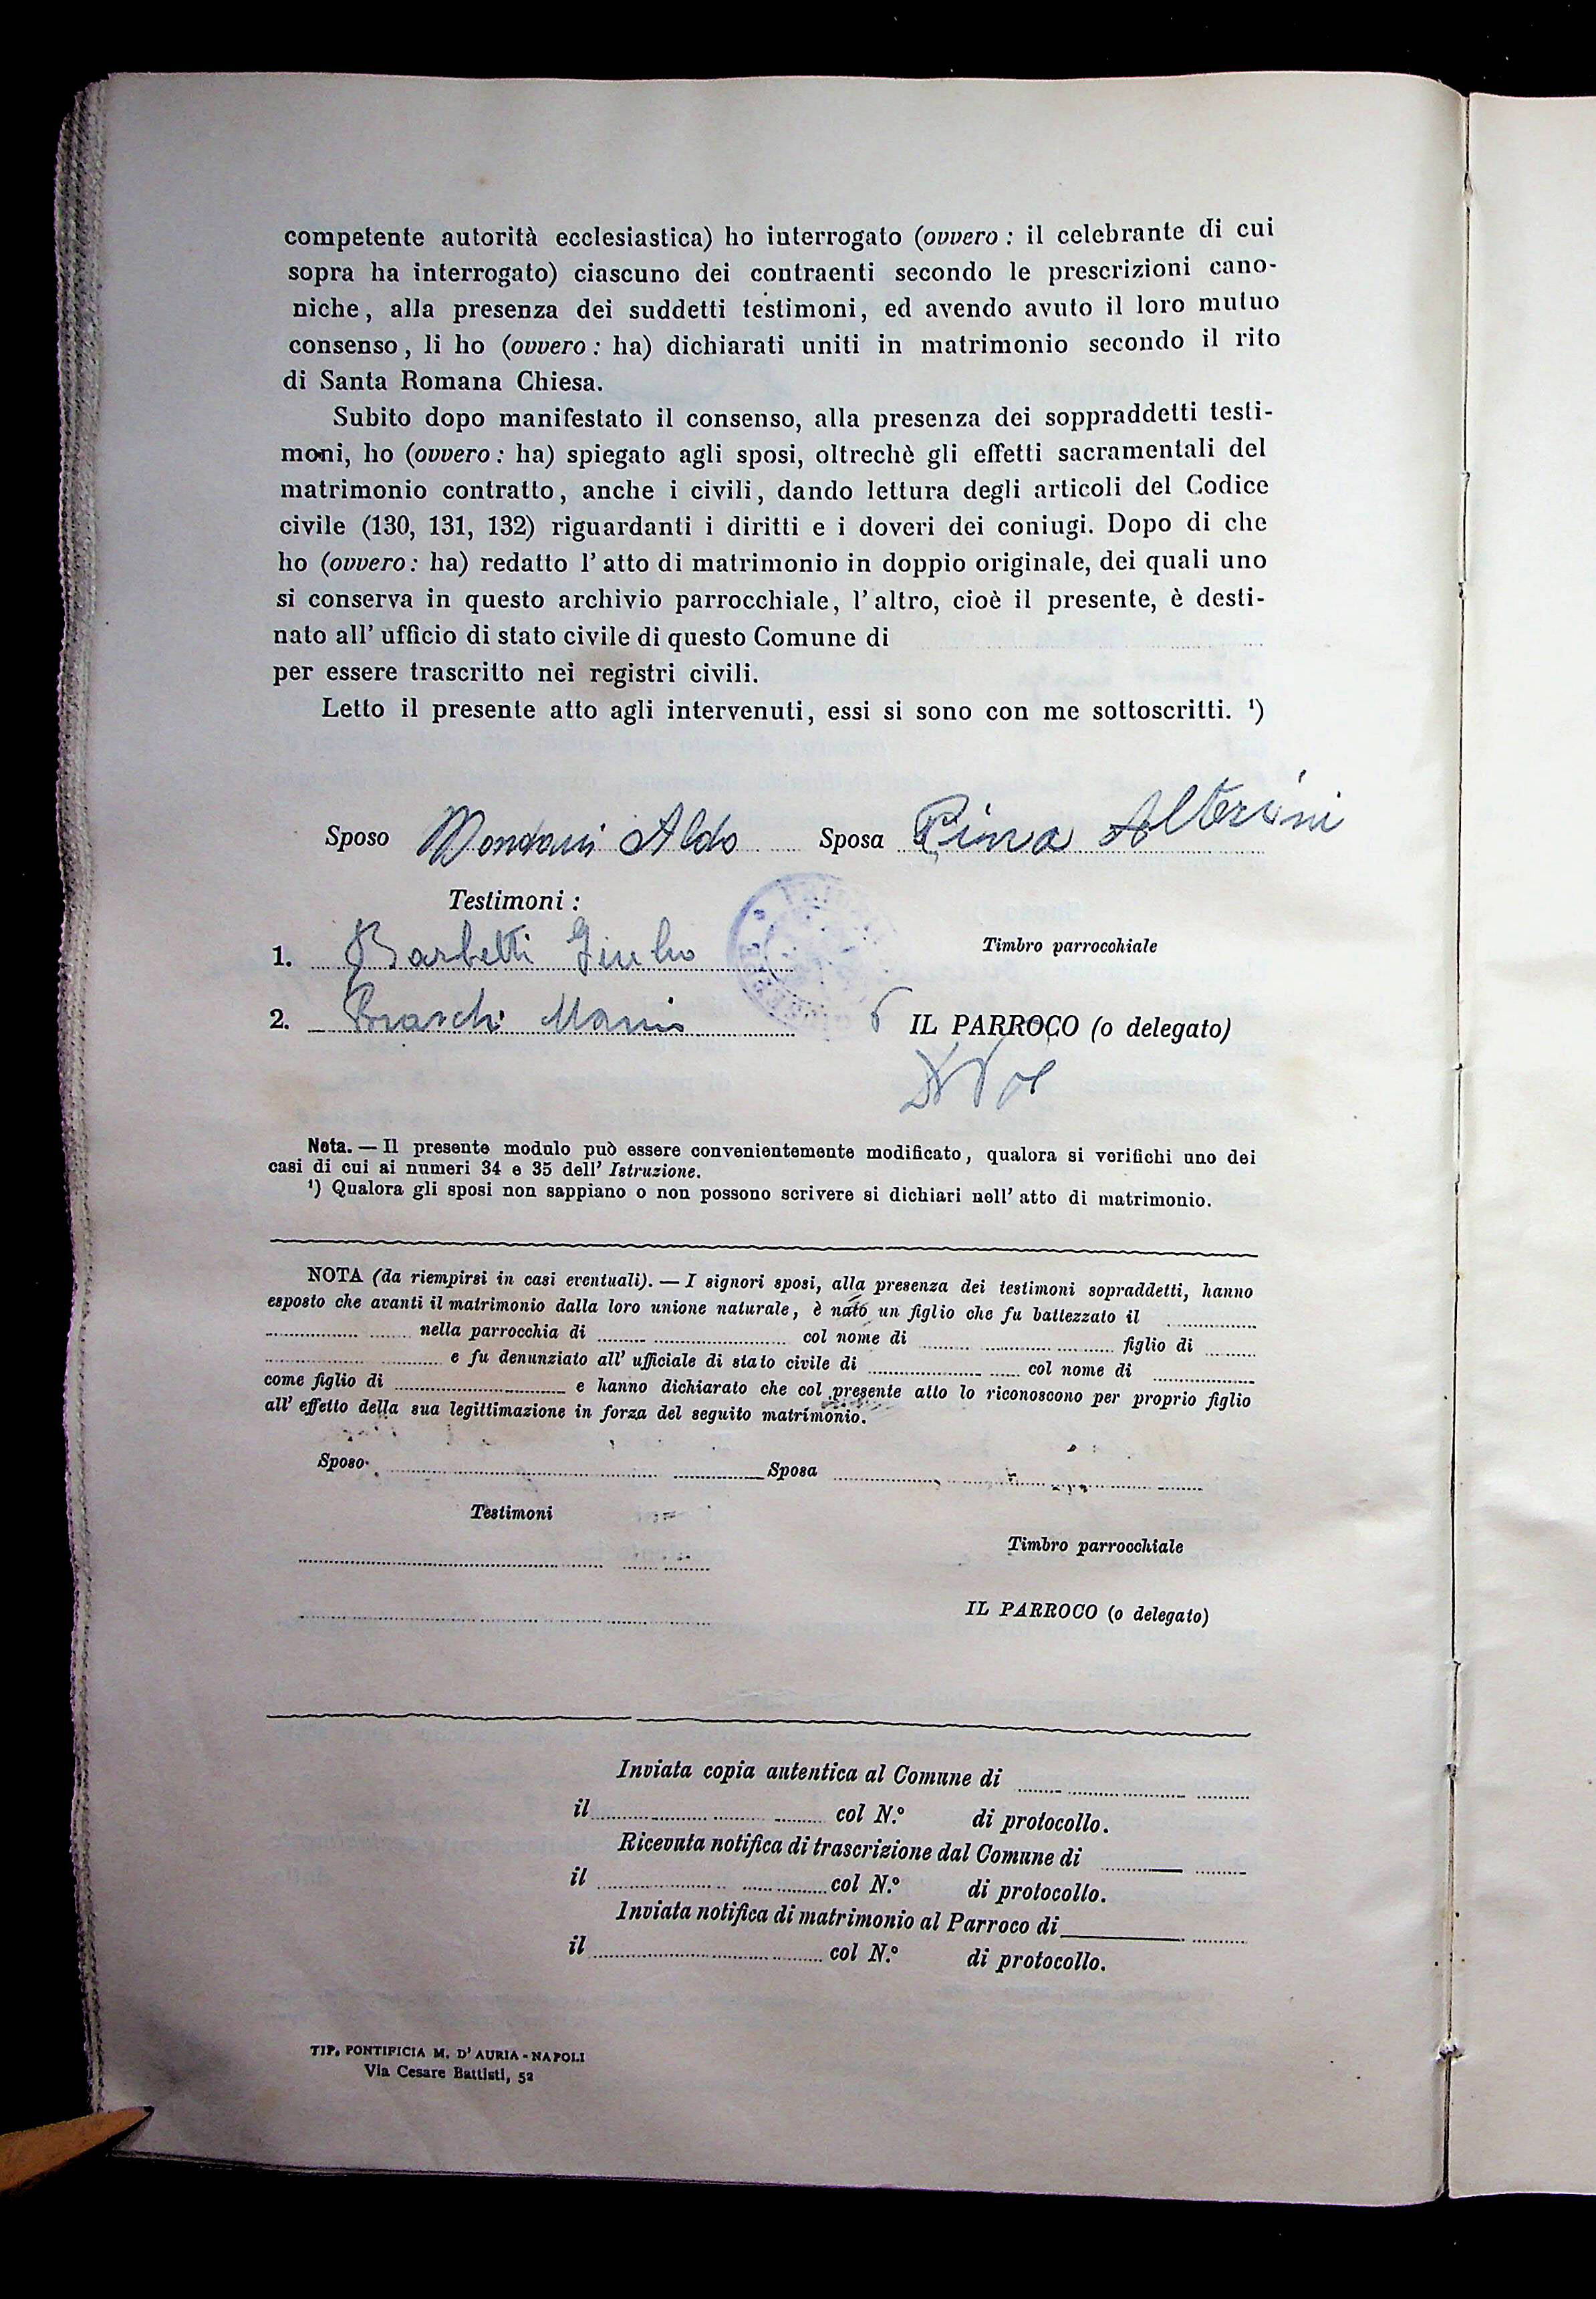 competente autorità ecclesiastica) ho interrogato (ovvero : il celebrante di cui
sopra ha interrogato) ciascuno dei contraenti secondo le prescrizioni cano-
niche, alla presenza dei suddetti testimoni, ed avendo avuto il loro mutuo
consenso, li ho (ovvero : ha) dichiarati uniti in matrimonio secondo il rito
di Santa Romana Chiesa.
Subito dopo manifestato il consenso, alla presenza dei soppraddetti testi-
moni, ho (ovvero : ha) spiegato agli sposi, oltrechè gli effetti sacramentali del
matrimonio contratto, anche i civili, dando lettura degli articoli del Codice
civile (130, 131, 132) riguardanti i diritti e i doveri dei coniugi. Dopo di che
ho (ovvero : ha) redatto l' atto di matrimonio in doppio originale, dei quali uno
si conserva in questo archivio parrocchiale, l' altro, cioè il presente, è desti-
nato all' ufficio di stato civile di questo Comune di
per essere trascritto nei registri civili.
Letto il presente atto agli intervenuti, essi si sono con me sottoscritti. ¹)
Sposo Aldo Sposa Pina Alterini
Testimoni :
1. Barbetti Giulio
Timbro parrocchiale
2. Braschi Mario
IL PARROCO (o delegato)
Nota. — Il presente modulo può essere convenientemente modificato, qualora si verifichi uno dei
casi di cui ai numeri 34 e 35 dell' Istruzione.
¹) Qualora gli sposi non sappiano o non possono scrivere si dichiari nell' atto di matrimonio.
NOTA (da riempirsi in casi eventuali). — I signori sposi, alla presenza dei testimoni sopraddetti, hanno
esposto che avanti il matrimonio dalla loro unione naturale, è nato un figlio che fu battezzato il
nella parrocchia di col nome di figlio di
e fu denunziato all' ufficiale di stato civile di col nome di
come figlio di e hanno dichiarato che col presente atto lo riconoscono per proprio figlio
all' effetto della sua legittimazione in forza del seguito matrimonio.
Sposo Sposa
Testimoni
Timbro parrocchiale
IL PARROCO (o delegato)
Inviata copia autentica al Comune di
il col N.º di protocollo.
Ricevuta notifica di trascrizione dal Comune di
il col N.º di protocollo.
Inviata notifica di matrimonio al Parroco di
il col N.º di protocollo.
TIP. PONTIFICIA M. D' AURIA - NAPOLI
Via Cesare Battisti, 52